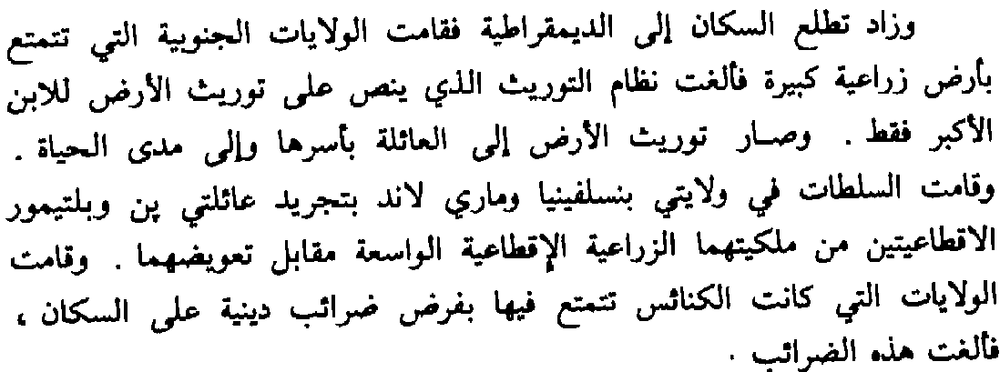 وزاد تطلع السكان إلى الديمقراطية فقامت الولايات الجنوبية التي تتمتع
بأرض زراعية كبيرة فألغت نظام التوريث الذي ينص على توريث الأرض للابن
الأكبر فقط . وصار توريث الأرض إلى العائلة بأسرها وإلى مدى الحياة .
وقامت السلطات في ولايتي بنسلفينيا وماري لاند بتجريد عائلتي پن وبلتيمور
الاقطاعيتين من ملكيتهما الزراعية الإقطاعية الواسعة مقابل تعويضهما . وقامت
الولايات التي كانت الكنائس تتمتع فيها بفرض ضرائب دينية على السكان ،
فألغت هذه الضرائب .